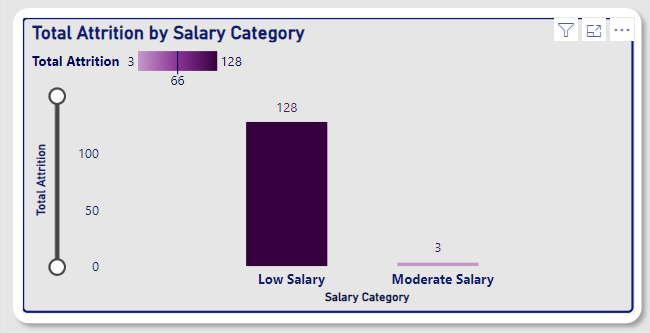 Total Attrition by Salary Category
Total Attrition 3 128
66
128
100
Total Attrition
50
3
0
Low Salary Moderate Salary
Salary Category